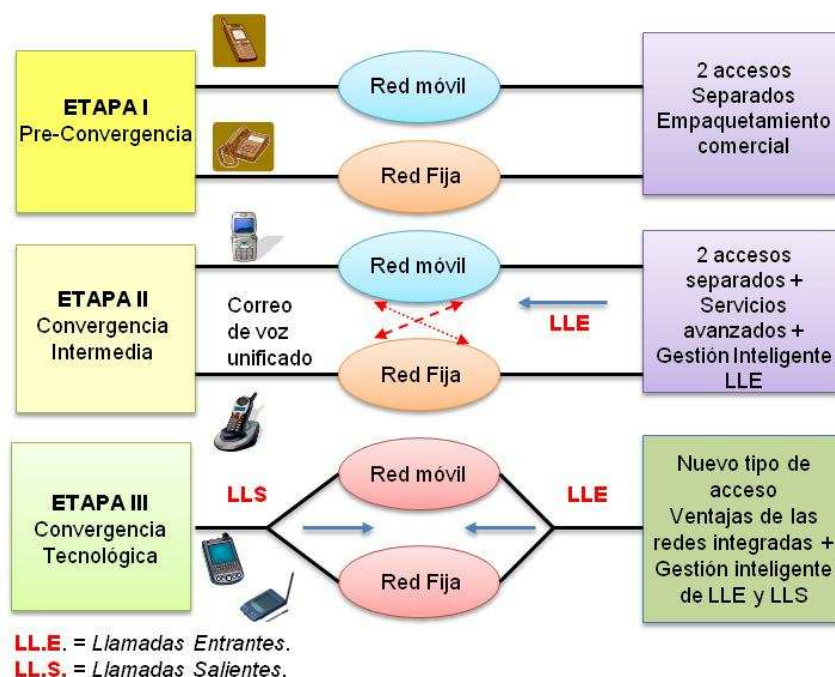 ETAPA I
Pre-Convergencia
Red móvil
Red Fija
2 accesos
Separados
Empaquetamiento
comercial
ETAPA II
Convergencia
Intermedia
Correo
de voz
unificado
Red móvil
Red Fija
LLE
2 accesos
separados +
Servicios
avanzados +
Gestión Inteligente
LLE
ETAPA III
Convergencia
Tecnológica
LLS
Red móvil
Red Fija
LLE
Nuevo tipo de
acceso
Ventajas de las
redes integradas +
Gestión inteligente
de LLE y LLS
LL.E. = Llamadas Entrantes.
LL.S. = Llamadas Salientes.